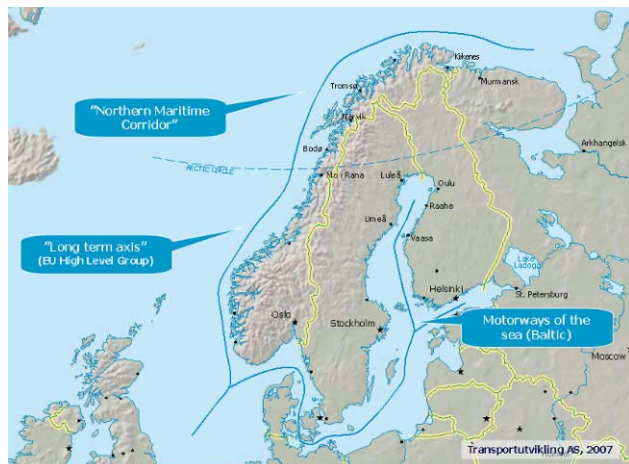 Kirkenes
Murmansk
Tromsø
"Northern Maritime
Corridor"
Narvik
Arkhangelsk
Bodø
ARCTIC CIRCLE
Mo i Rana
Luleå
Oulu
Raahe
Umeå
Vaasa
"Long term axis"
(EU High Level Group)
Lake
Ladoga
Helsinki
St. Petersburg
Oslo
Stockholm
Motorways of the
sea (Baltic)
Moscow
Transportutvikling AS, 2007